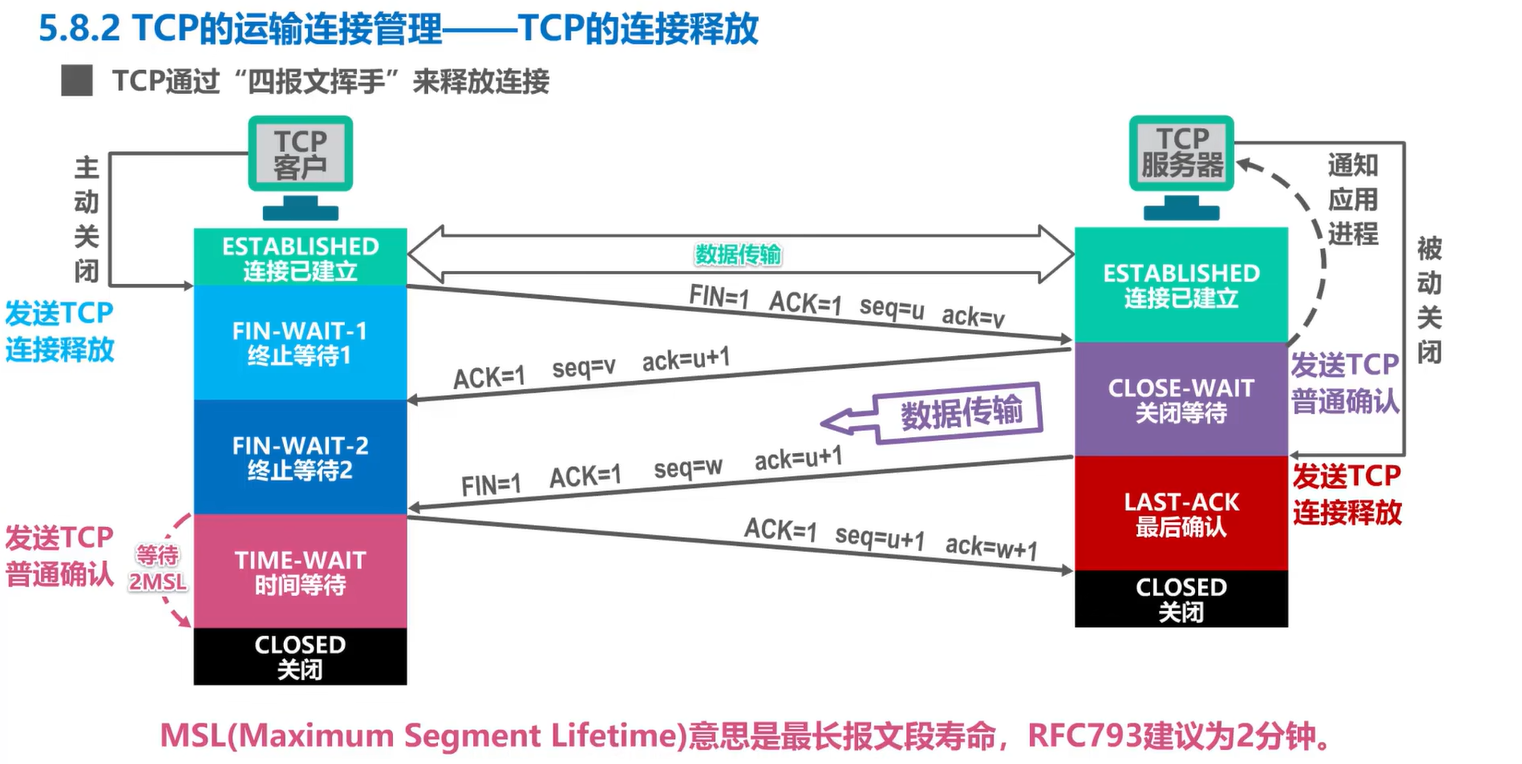 5.8.2 TCP的运输连接管理——TCP的连接释放
TCP通过“四报文挥手”来释放连接
TCP
客户
TCP
服务器
主动关闭
通知
应用
进程
被动关闭
ESTABLISHED
连接已建立
数据传输
ESTABLISHED
连接已建立
发送TCP
连接释放
FIN=1 ACK=1 seq=u ack=v
FIN-WAIT-1
终止等待1
ACK=1 seq=v ack=u+1
发送TCP
普通确认
CLOSE-WAIT
关闭等待
数据传输
FIN-WAIT-2
终止等待2
FIN=1 ACK=1 seq=w ack=u+1
发送TCP
连接释放
LAST-ACK
最后确认
发送TCP
普通确认
等待
2MSL
TIME-WAIT
时间等待
ACK=1 seq=u+1 ack=w+1
CLOSED
关闭
CLOSED
关闭
MSL(Maximum Segment Lifetime)意思是最长报文段寿命，RFC793建议为2分钟。